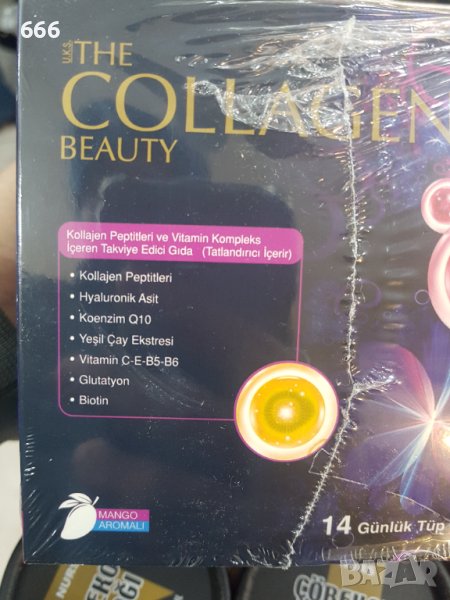 666
U.K.S.
THE
COLLAGEN
BEAUTY
Kollajen Peptitleri ve Vitamin Kompleks
İçeren Takviye Edici Gıda (Tatlandırıcı İçerir)
• Kollajen Peptitleri
• Hyaluronik Asit
• Koenzim Q10
• Yeşil Çay Ekstresi
• Vitamin C-E-B5-B6
• Glutatyon
• Biotin
MANGO
AROMALI
14 Günlük Tüp
BAZAR